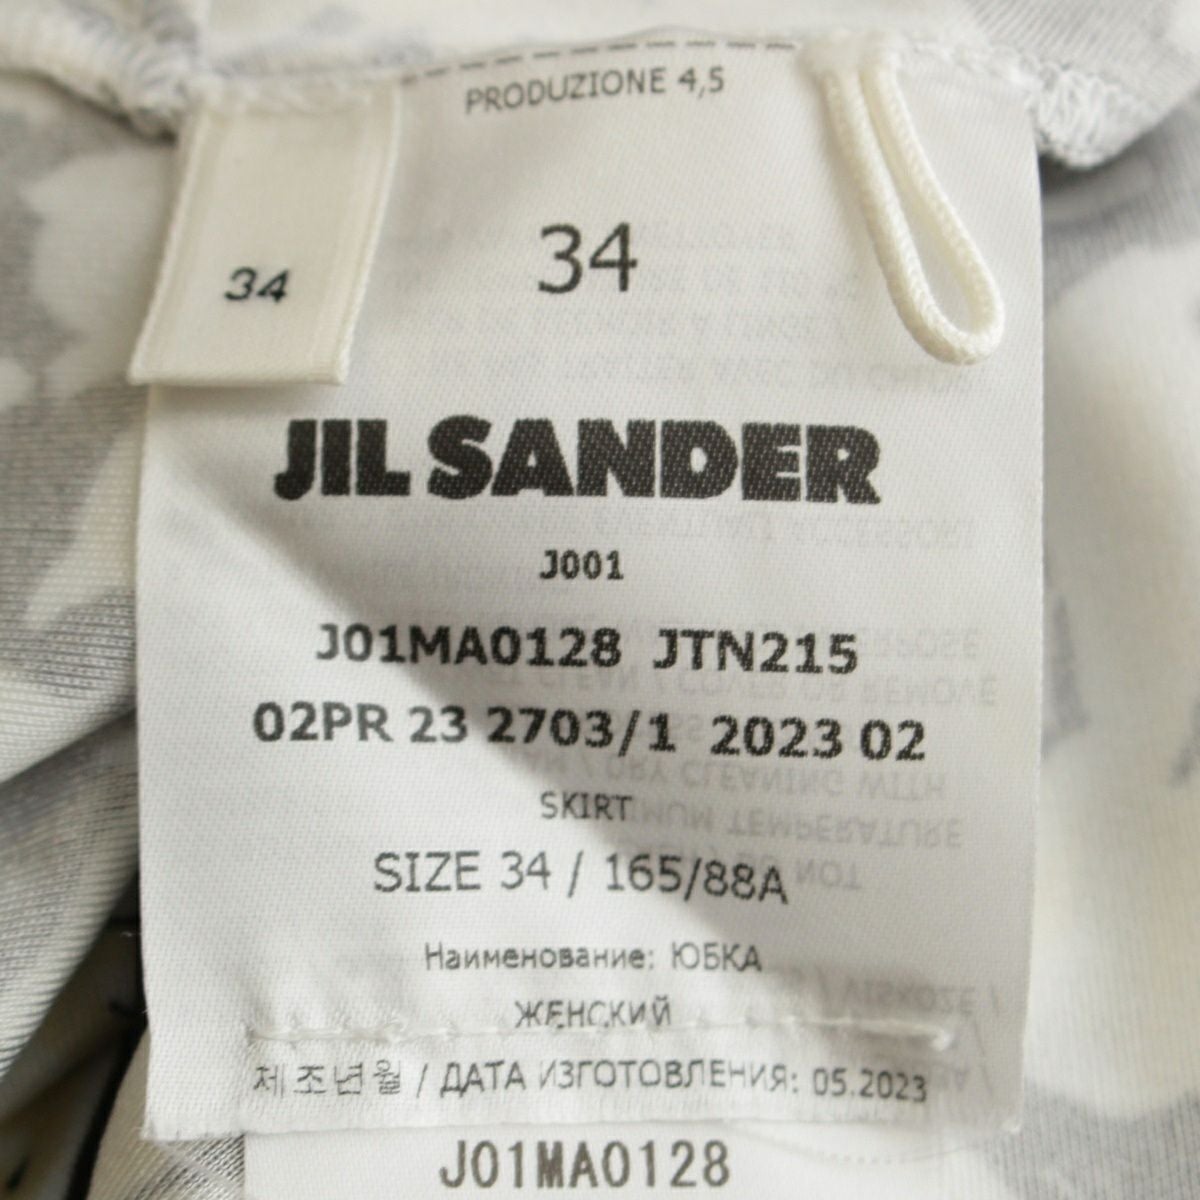 PRODUZIONE 4,5
34
34
JIL SANDER
J001
J01MA0128 JTN215
02PR 23 2703/1 2023 02
SKIRT
SIZE 34 / 165/88A
Наименование: ЮБКА
ЖЕНСКИЙ
제조년월 / ДАТА ИЗГОТОВЛЕНИЯ: 05.2023
J01MA0128